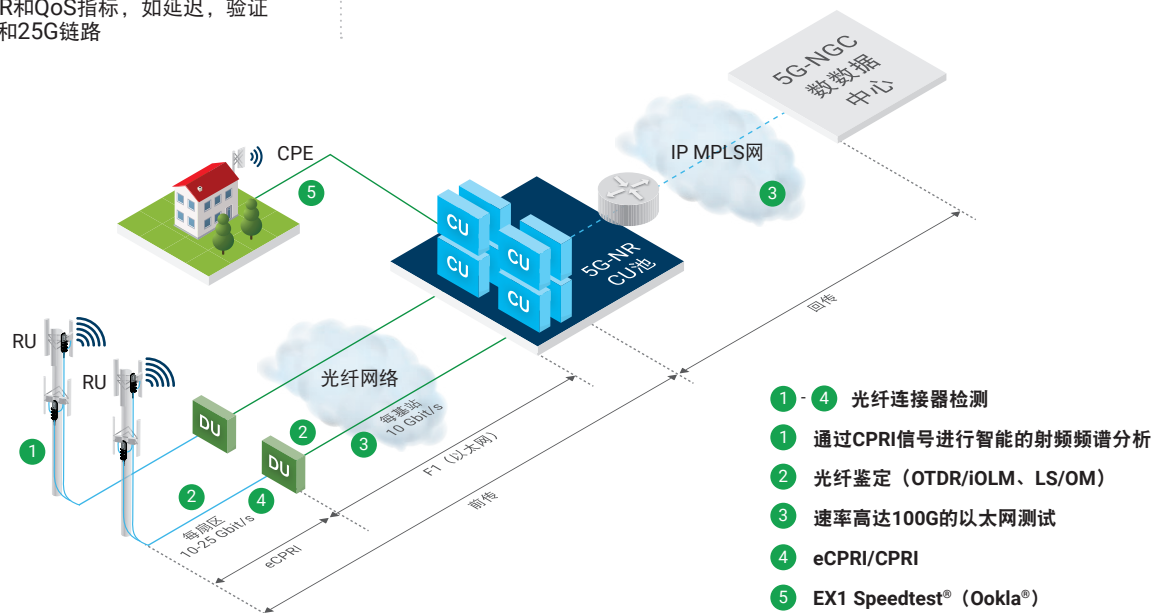 R和QoS指标，如延迟，验证
和25G链路
5G-NGC
数数据
中心
IP MPLS网
3
CPE
5
CU
CU
CU
CU
5G-NR
CU池
回传
RU
RU
光纤网络
DU
2
每基站
10 Gbit/s
3
F1（以太网）
DU
1
2
4
每扇区
10-25 Gbit/s
eCPRI
前传
1 - 4 光纤连接器检测
1 通过CPRI信号进行智能的射频频谱分析
2 光纤鉴定（OTDR/iOLM、LS/OM）
3 速率高达100G的以太网测试
4 eCPRI/CPRI
5 EX1 Speedtest®（Ookla®）